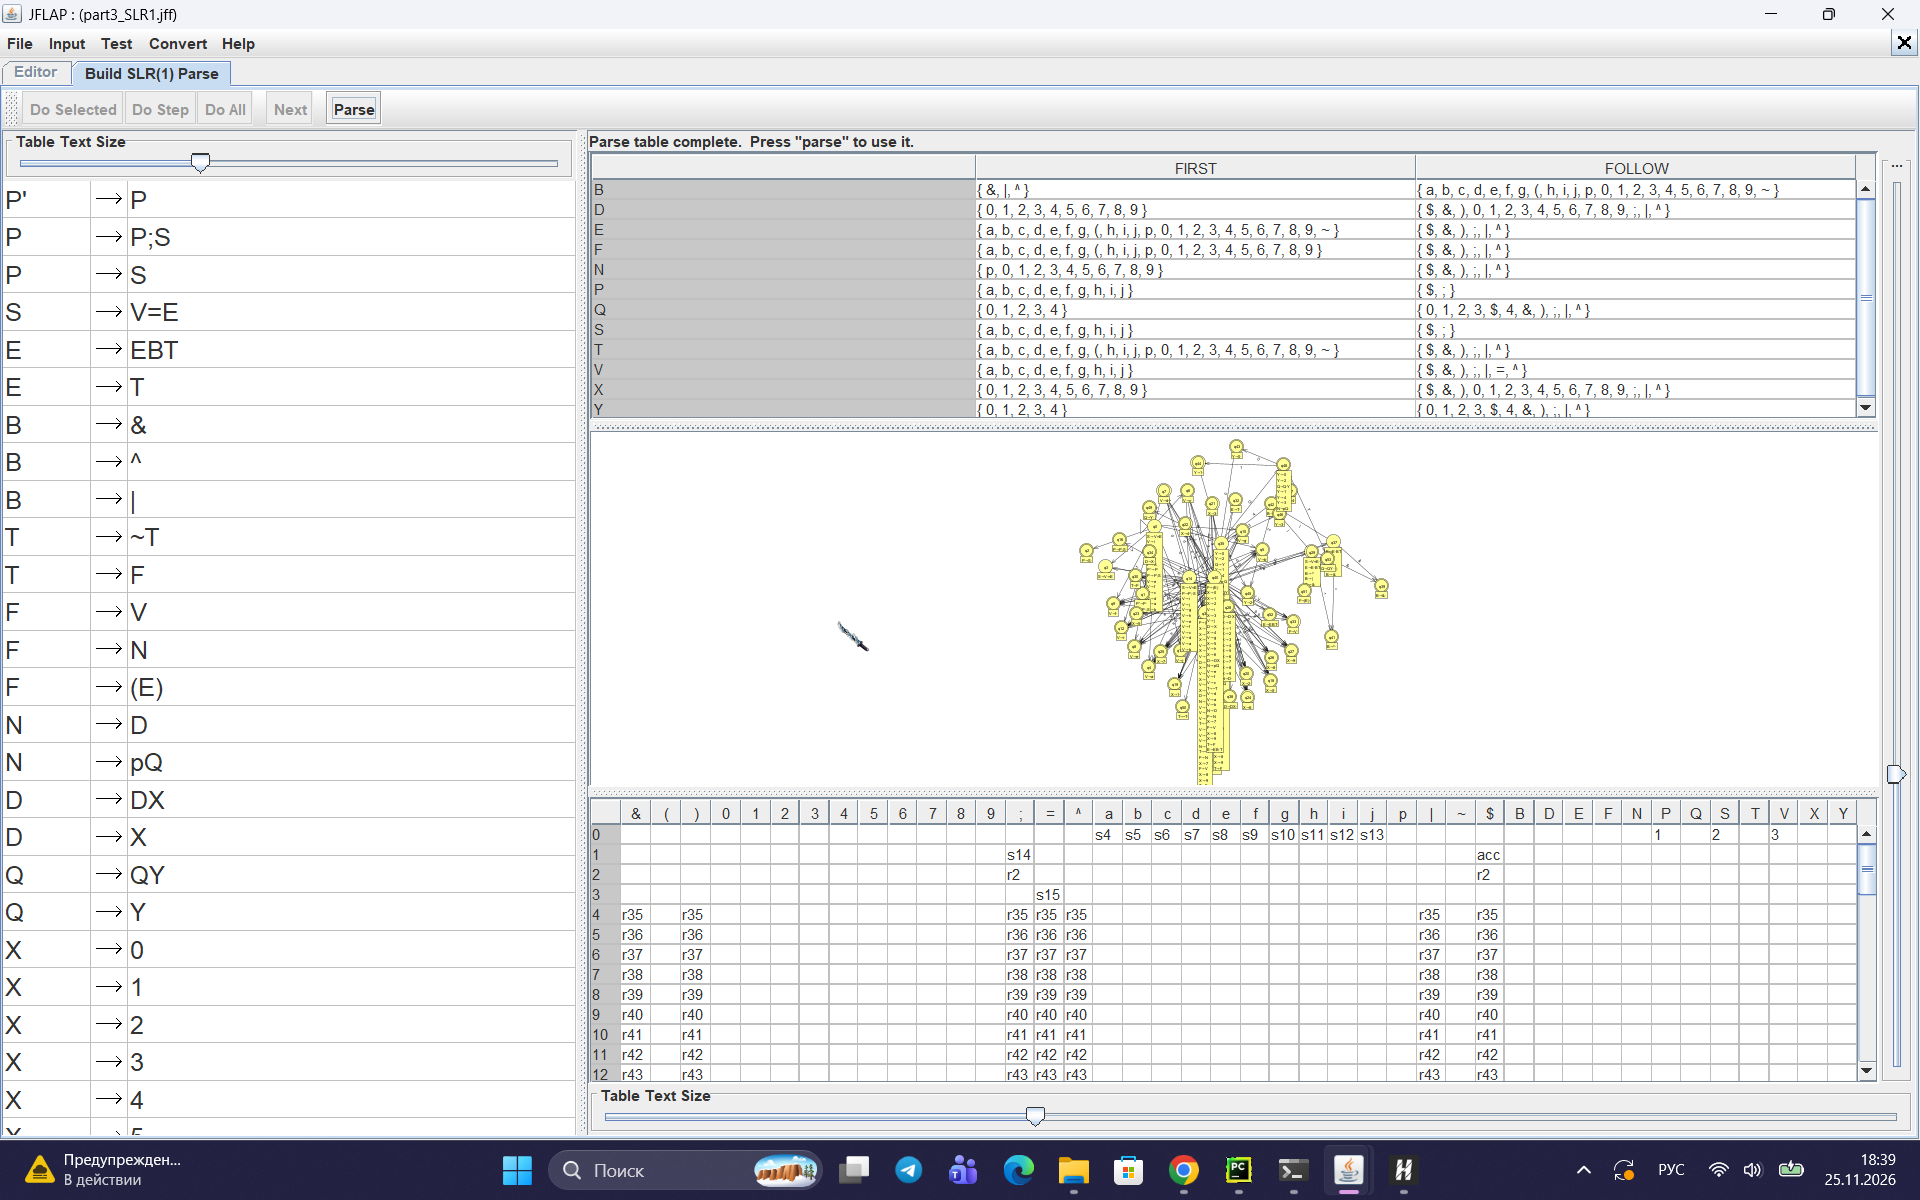 JFLAP : (part3_SLR1.jff)
File Input Test Convert Help
Editor Build SLR(1) Parse
Do Selected Do Step Do All Next Parse
Table Text Size
P' → P
P → P;S
P → S
S → V=E
E → EBT
E → T
B → &
B → ^
B → |
T → ~T
T → F
F → V
F → N
F → (E)
N → D
N → pQ
D → DX
D → X
Q → QY
Q → Y
X → 0
X → 1
X → 2
X → 3
X → 4
Parse table complete. Press "parse" to use it.
FIRST FOLLOW
B { &, |, ^ } { a, b, c, d, e, f, g, (, h, i, j, p, 0, 1, 2, 3, 4, 5, 6, 7, 8, 9, ~ }
D { 0, 1, 2, 3, 4, 5, 6, 7, 8, 9 } { $, &, ), 0, 1, 2, 3, 4, 5, 6, 7, 8, 9, ;, |, ^ }
E { a, b, c, d, e, f, g, (, h, i, j, p, 0, 1, 2, 3, 4, 5, 6, 7, 8, 9, ~ } { $, &, ), ;, |, ^ }
F { a, b, c, d, e, f, g, (, h, i, j, p, 0, 1, 2, 3, 4, 5, 6, 7, 8, 9 } { $, &, ), ;, |, ^ }
N { p, 0, 1, 2, 3, 4, 5, 6, 7, 8, 9 } { $, &, ), ;, |, ^ }
P { a, b, c, d, e, f, g, h, i, j } { $, ; }
Q { 0, 1, 2, 3, 4 } { 0, 1, 2, 3, $, 4, &, ), ;, |, ^ }
S { a, b, c, d, e, f, g, h, i, j } { $, ; }
T { a, b, c, d, e, f, g, (, h, i, j, p, 0, 1, 2, 3, 4, 5, 6, 7, 8, 9, ~ } { $, &, ), ;, |, ^ }
V { a, b, c, d, e, f, g, h, i, j } { $, &, ), ;, |, =, ^ }
X { 0, 1, 2, 3, 4, 5, 6, 7, 8, 9 } { $, &, ), 0, 1, 2, 3, 4, 5, 6, 7, 8, 9, ;, |, ^ }
Y { 0, 1, 2, 3, 4 } { 0, 1, 2, 3, $, 4, &, ), ;, |, ^ }
...
& ( ) 0 1 2 3 4 5 6 7 8 9 ; = ^ a b c d e f g h i j p | ~ $ B D E F N P Q S T V X Y
0 s4 s5 s6 s7 s8 s9 s10 s11 s12 s13 1 2 3
1 s14 acc
2 r2 r2
3 s15
4 r35 r35 r35 r35 r35 r35 r35
5 r36 r36 r36 r36 r36 r36 r36
6 r37 r37 r37 r37 r37 r37 r37
7 r38 r38 r38 r38 r38 r38 r38
8 r39 r39 r39 r39 r39 r39 r39
9 r40 r40 r40 r40 r40 r40 r40
10 r41 r41 r41 r41 r41 r41 r41
11 r42 r42 r42 r42 r42 r42 r42
12 r43 r43 r43 r43 r43 r43 r43
Table Text Size
Предупрежден...
В действии
Поиск
РУС
18:39
25.11.2026